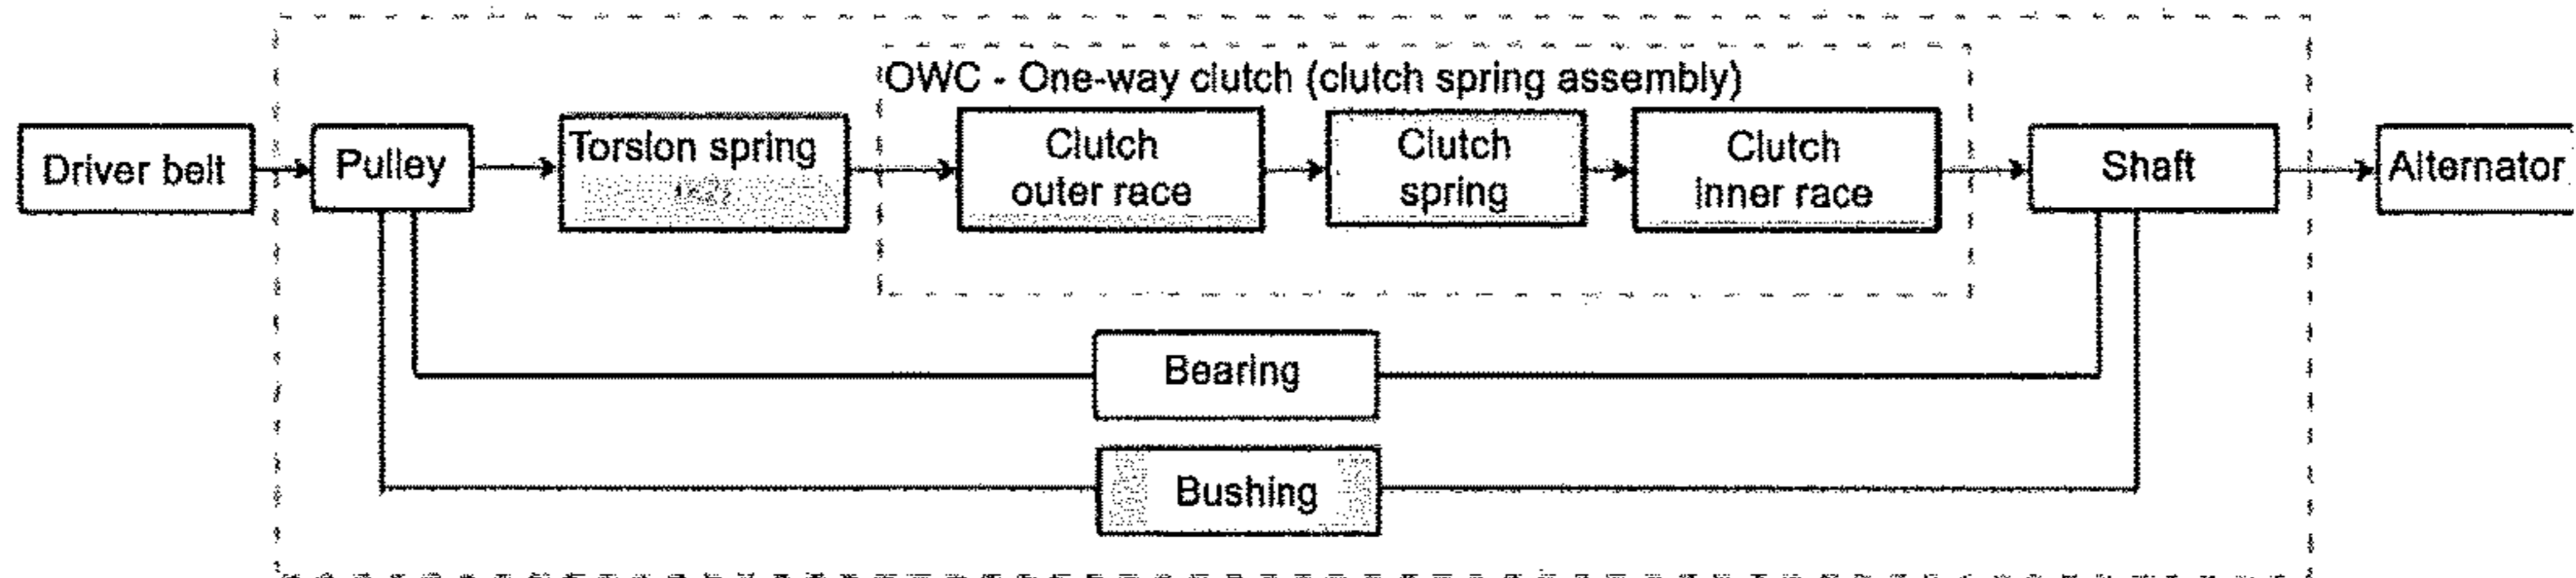 OWC - One-way clutch (clutch spring assembly)
Driver belt
Pulley
Torsion spring
Clutch
outer race
Clutch
spring
Clutch
inner race
Shaft
Alternator
Bearing
Bushing